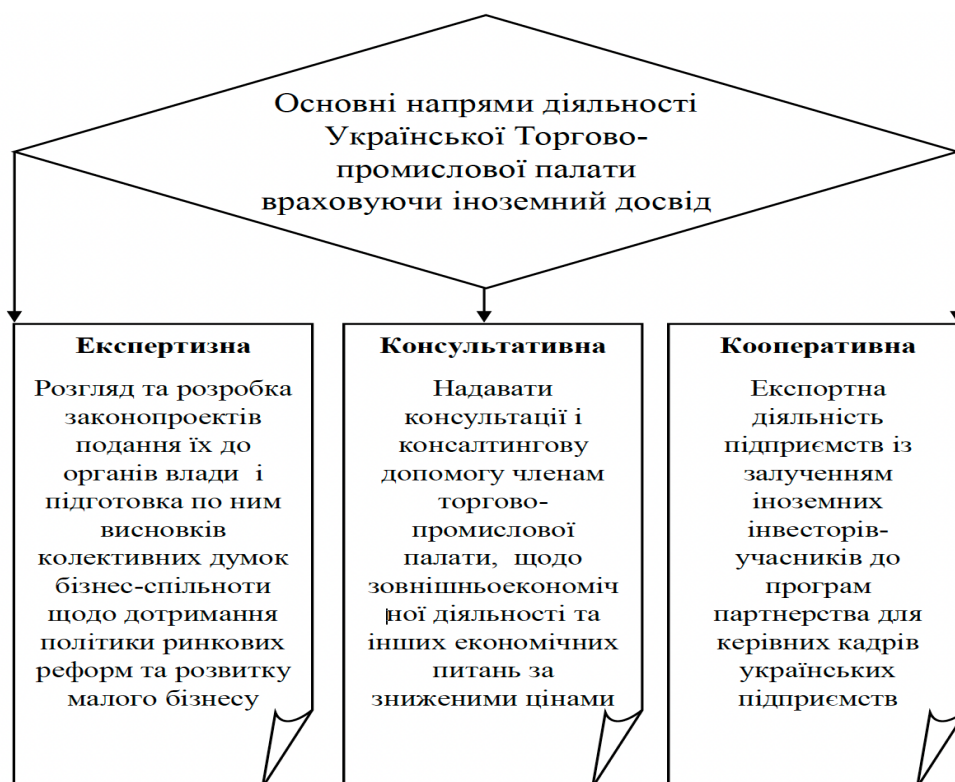 Основні напрями діяльності
Української Торгово-
промислової палати
враховуючи іноземний досвід
Експертизна
Розгляд та розробка
законопроектів
подання їх до
органів влади і
підготовка по ним
висновків
колективних думок
бізнес-спільноти
щодо дотримання
політики ринкових
реформ та розвитку
малого бізнесу
Консультативна
Надавати
консультації і
консалтингову
допомогу членам
торгово-
промислової
палати, щодо
зовнішньоекономіч
ної діяльності та
інших економічних
питань за
зниженими цінами
Кооперативна
Експортна
діяльність
підприємств із
залученням
іноземних
інвесторів-
учасників до
програм
партнерства для
керівних кадрів
українських
підприємств